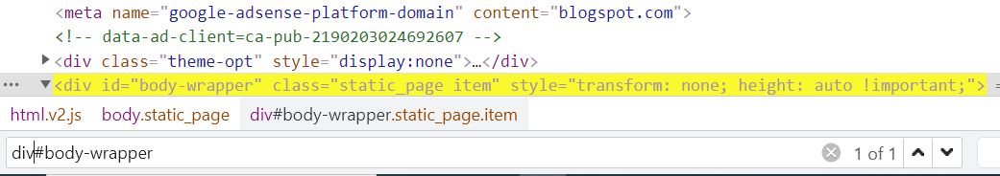 <meta name="google-adsense-platform-domain" content="blogspot.com">
<!-- data-ad-client=ca-pub-2190203024692607 -->
<div class="theme-opt" style="display:none">…</div>
<div id="body-wrapper" class="static_page item" style="transform: none; height: auto !important;"> =
html.v2.js body.static_page div#body-wrapper.static_page.item
div#body-wrapper 1 of 1